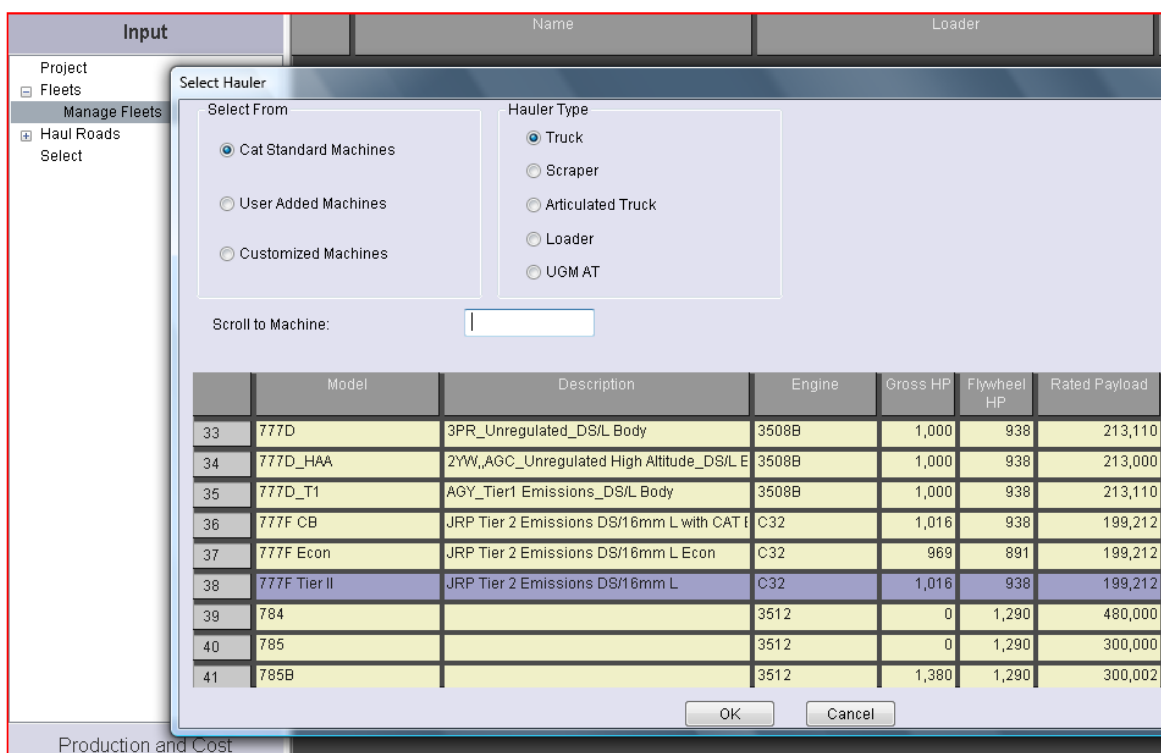 Input
Name
Loader
Project
Fleets
Manage Fleets
Haul Roads
Select
Select Hauler
Select From
Cat Standard Machines
User Added Machines
Customized Machines
Hauler Type
Truck
Scraper
Articulated Truck
Loader
UGM AT
Scroll to Machine:
Model Description Engine Gross HP Flywheel HP Rated Payload
33 777D 3PR_Unregulated_DS/L Body 3508B 1,000 938 213,110
34 777D_HAA 2YW,,AGC_Unregulated High Altitude_DS/L 3508B 1,000 938 213,000
35 777D_T1 AGY_Tier1 Emissions_DS/L Body 3508B 1,000 938 213,110
36 777F CB JRP Tier 2 Emissions DS/16mm L with CAT C32 1,016 938 199,212
37 777F Econ JRP Tier 2 Emissions DS/16mm L Econ C32 969 891 199,212
38 777F Tier II JRP Tier 2 Emissions DS/16mm L C32 1,016 938 199,212
39 784 3512 0 1,290 480,000
40 785 3512 0 1,290 300,000
41 785B 3512 1,380 1,290 300,002
OK Cancel
Production and Cost